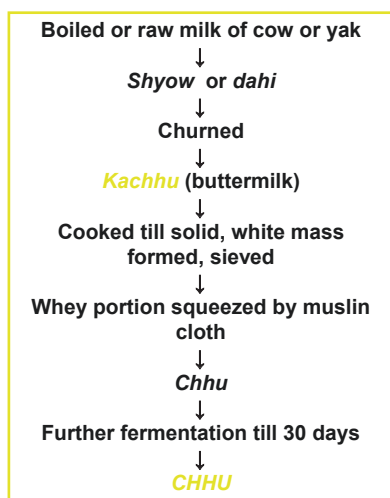 Boiled or raw milk of cow or yak
↓
Shyow or dahi
↓
Churned
↓
Kachhu (buttermilk)
↓
Cooked till solid, white mass
formed, sieved
↓
Whey portion squeezed by muslin
cloth
↓
Chhu
↓
Further fermentation till 30 days
↓
CHHU